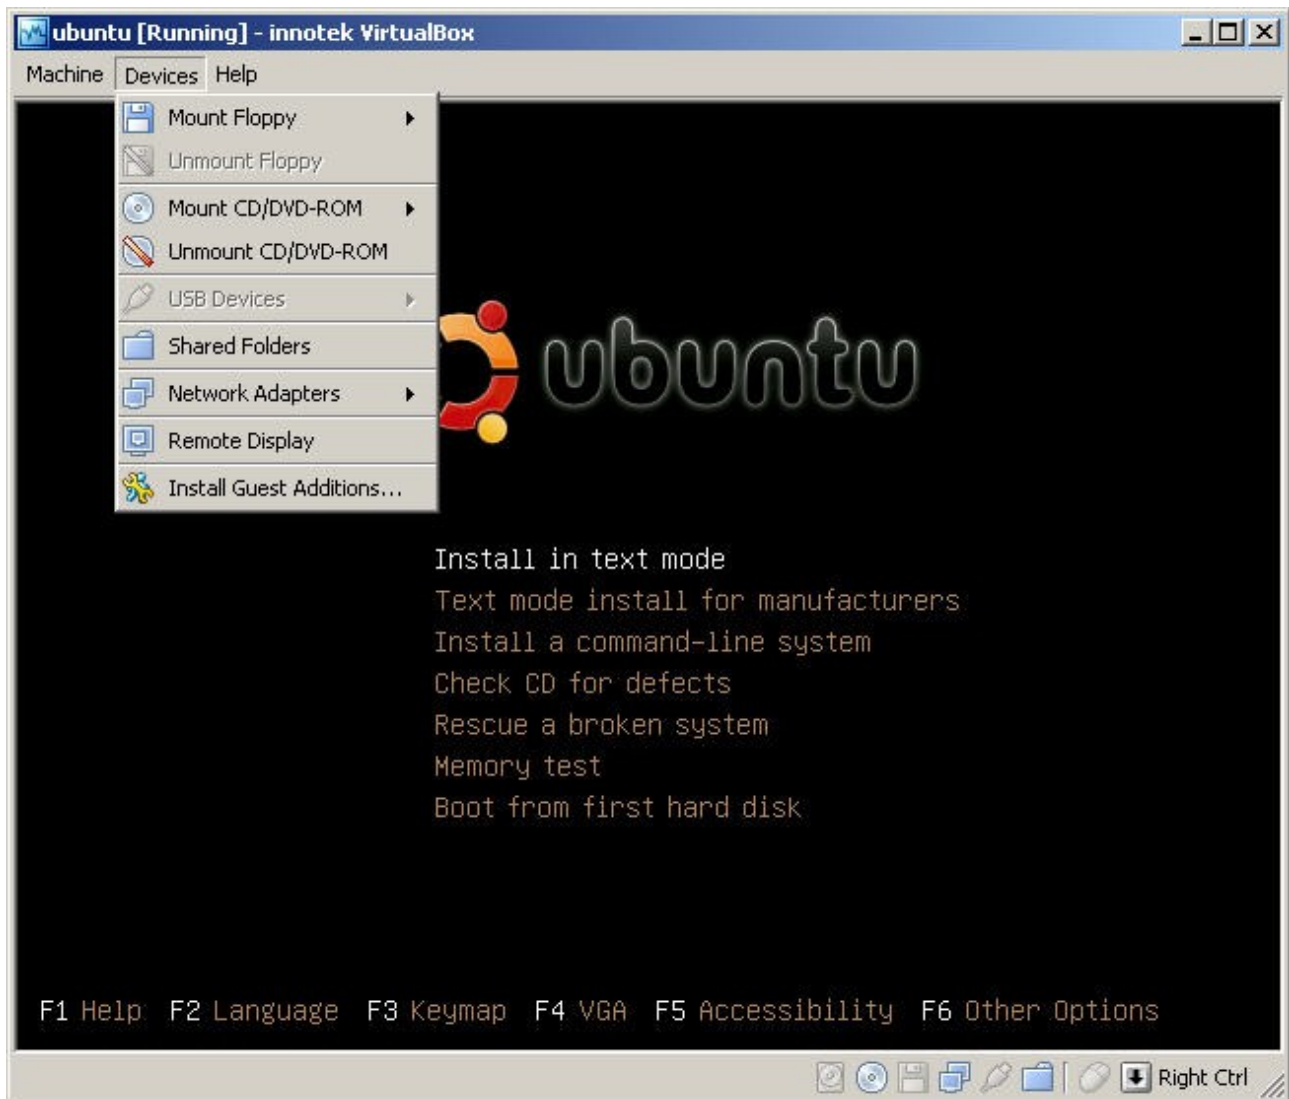 ubuntu [Running] - innotek VirtualBox
Machine Devices Help
Mount Floppy
Unmount Floppy
Mount CD/DVD-ROM
Unmount CD/DVD-ROM
USB Devices
Shared Folders
Network Adapters
Remote Display
Install Guest Additions...
ubuntu
Install in text mode
Text mode install for manufacturers
Install a command-line system
Check CD for defects
Rescue a broken system
Memory test
Boot from first hard disk
F1 Help F2 Language F3 Keymap F4 VGA F5 Accessibility F6 Other Options
Right Ctrl